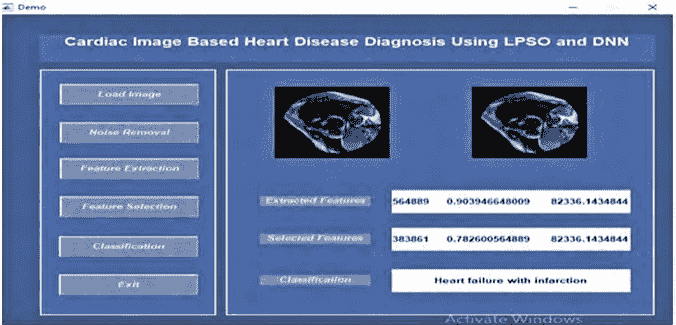 Demo
Cardiac Image Based Heart Disease Diagnosis Using LPSO and DNN
Load Image
Noise Removal
Feature Extraction
Feature Selection
Classification
Exit
Extracted Features
564889 0.903946648009 82336.1434844
Selected Features
383861 0.782600564889 82336.1434844
Classification
Heart failure with infarction
Activate Windows